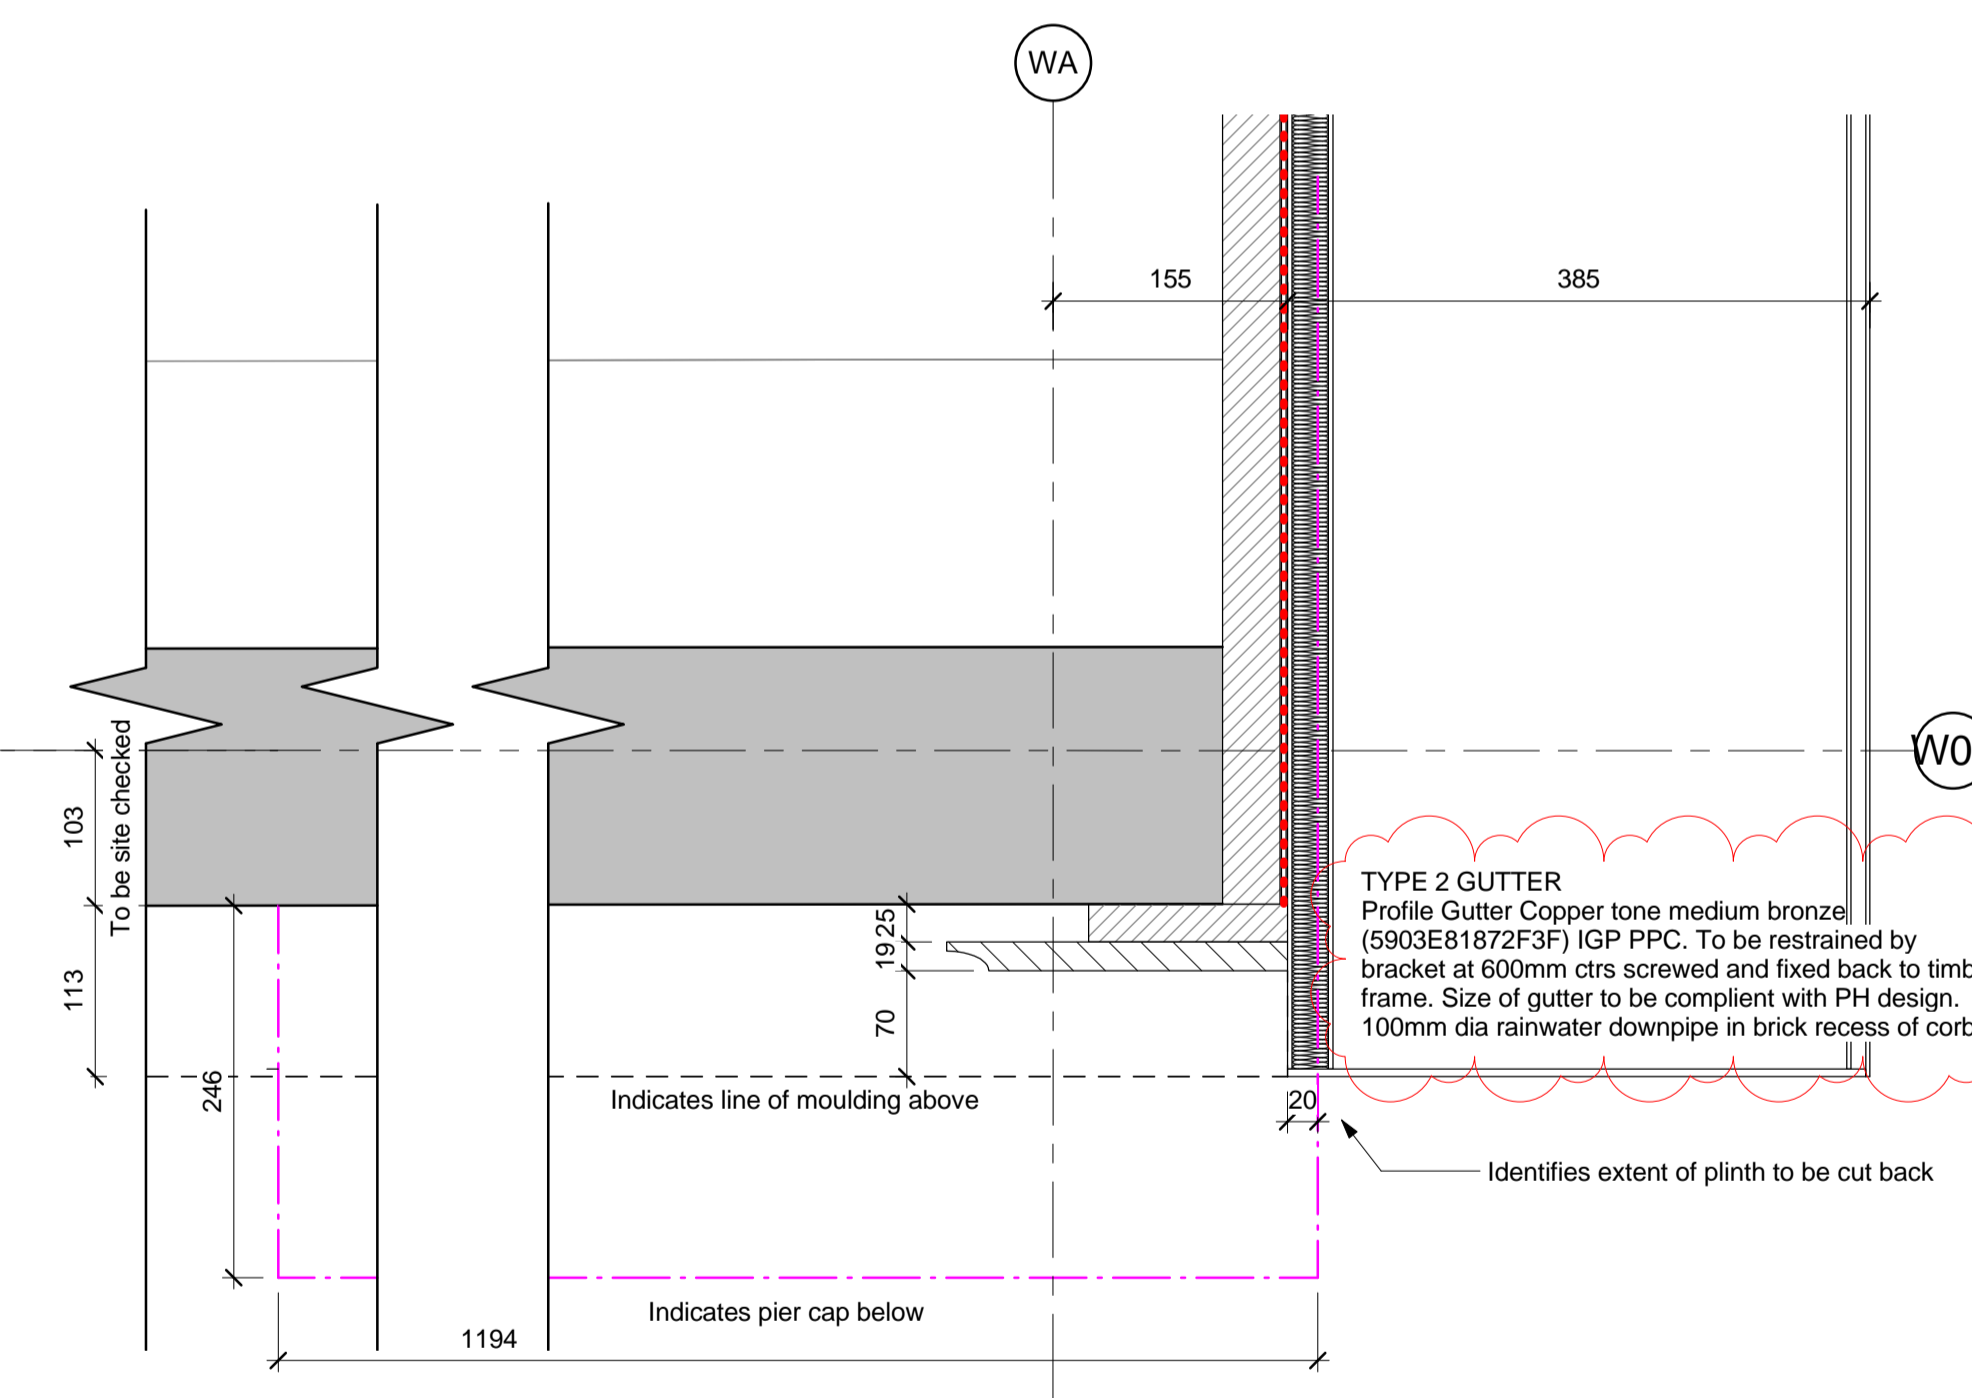 WA
155
385
To be site checked
103
W0
TYPE 2 GUTTER
Profile Gutter Copper tone medium bronze
(5903E81872F3F) IGP PPC. To be restrained by
bracket at 600mm ctrs screwed and fixed back to timb
frame. Size of gutter to be complient with PH design.
100mm dia rainwater downpipe in brick recess of corb
25
19
70
113
246
Indicates line of moulding above
20
Identifies extent of plinth to be cut back
Indicates pier cap below
1194